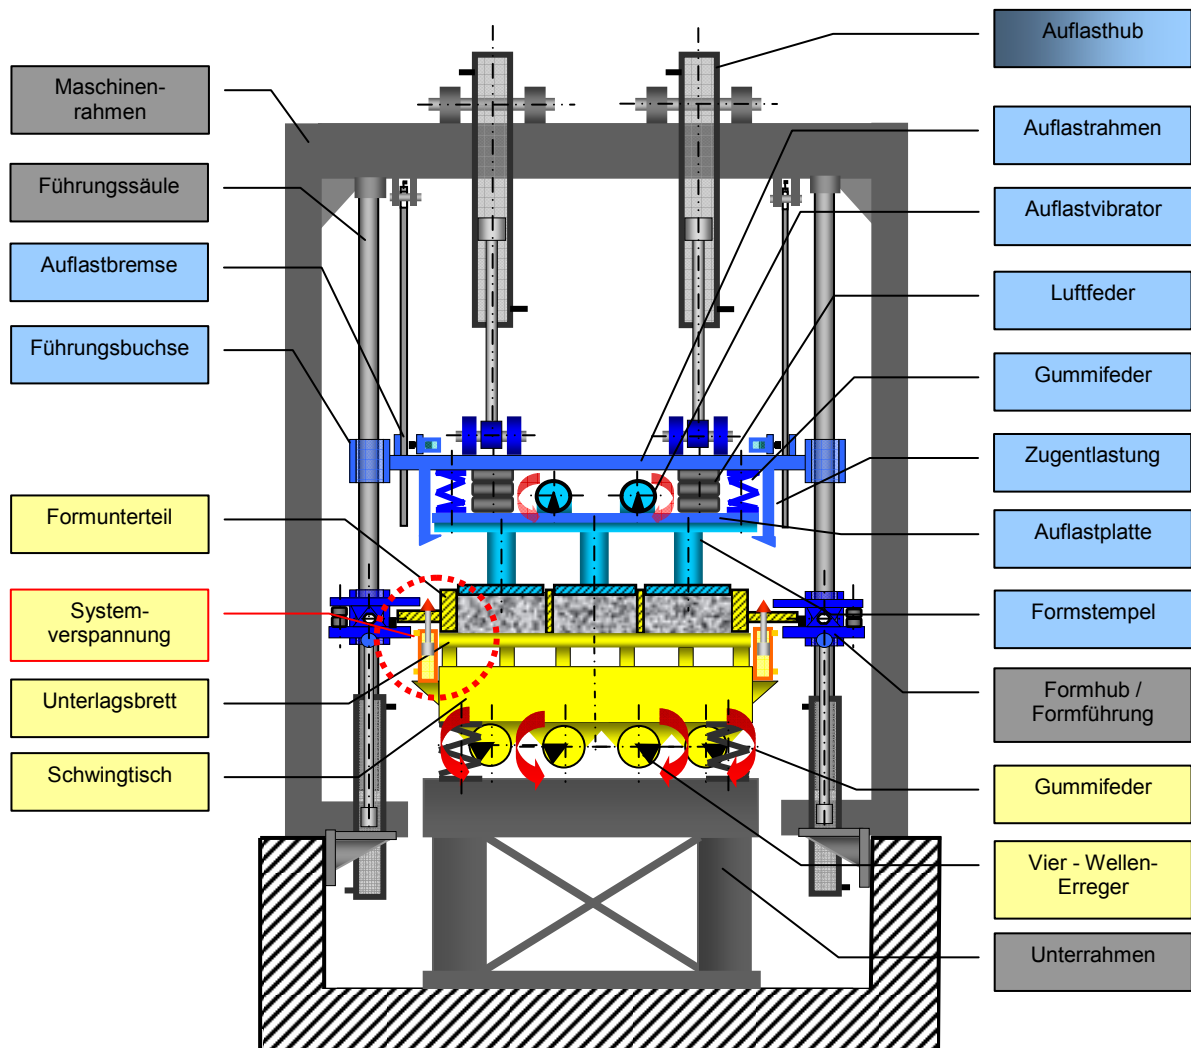 Maschinen-
rahmen
Führungssäule
Auflastbremse
Führungsbuchse
Formunterteil
System-
verspannung
Unterlagsbrett
Schwingtisch
Auflasthub
Auflastrahmen
Auflastvibrator
Luftfeder
Gummifeder
Zugentlastung
Auflastplatte
Formstempel
Formhub /
Formführung
Gummifeder
Vier - Wellen-
Erreger
Unterrahmen